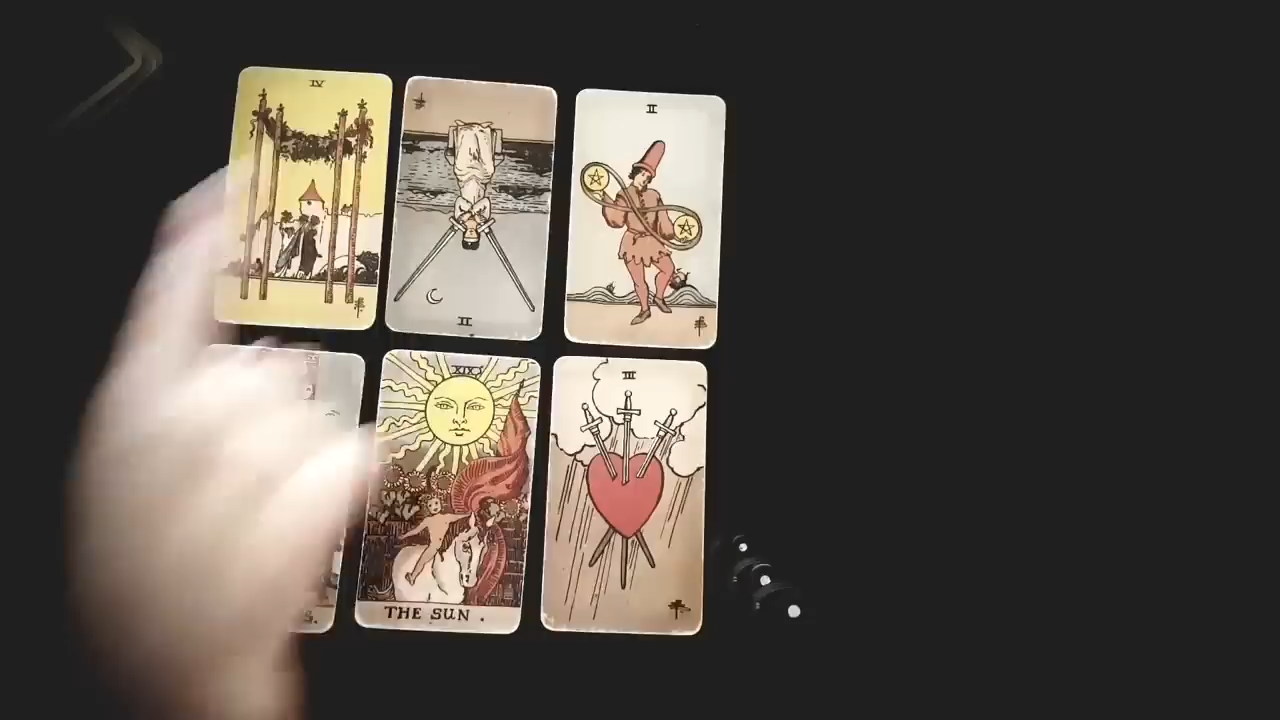 IV
II
II
XIX
III
S.
THE SUN .